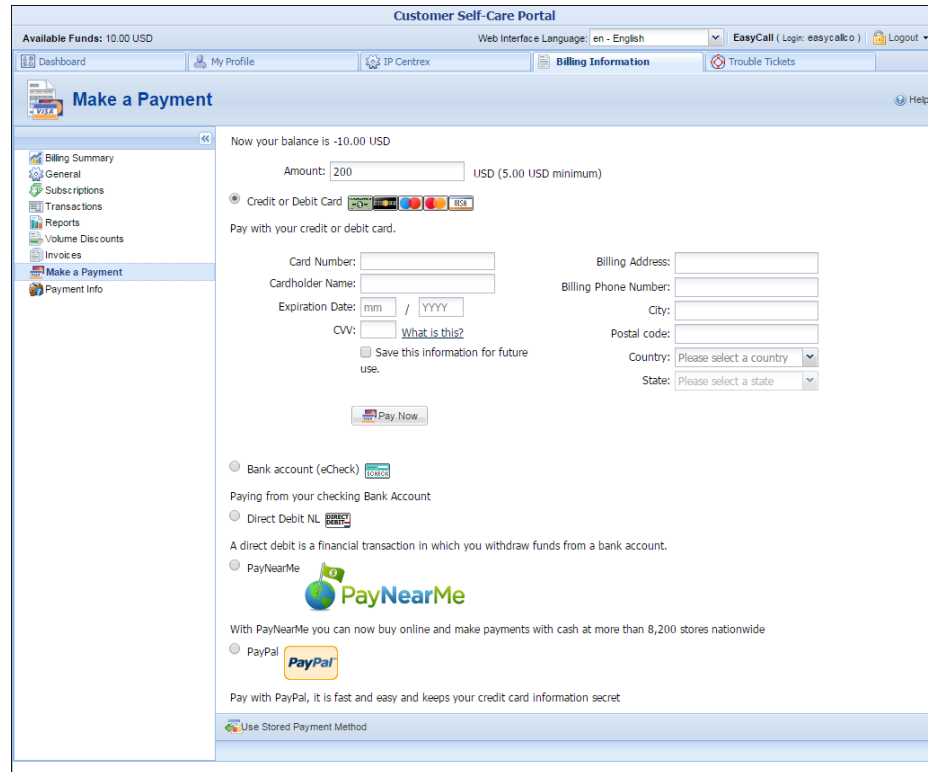 Customer Self-Care Portal
Available Funds: 10.00 USD
Web Interface Language: en - English
EasyCall ( Login: easycallco )
Logout
Dashboard
My Profile
IP Centrex
Billing Information
Trouble Tickets
VISA
Make a Payment
Help
Billing Summary
General
Subscriptions
Transactions
Reports
Volume Discounts
Invoices
Make a Payment
Payment Info
Now your balance is -10.00 USD
Amount: 200 USD (5.00 USD minimum)
Credit or Debit Card VISA
Pay with your credit or debit card.
Card Number:
Cardholder Name:
Expiration Date: mm / YYYY
CVV: What is this?
Save this information for future
use.
Billing Address:
Billing Phone Number:
City:
Postal code:
Country: Please select a country
State: Please select a state
Pay Now
Bank account (eCheck) ECHECK
Paying from your checking Bank Account
Direct Debit NL DIRECT
DEBIT
A direct debit is a financial transaction in which you withdraw funds from a bank account.
PayNearMe
PayNearMe
With PayNearMe you can now buy online and make payments with cash at more than 8,200 stores nationwide
PayPal
PayPal
Pay with PayPal, it is fast and easy and keeps your credit card information secret
Use Stored Payment Method